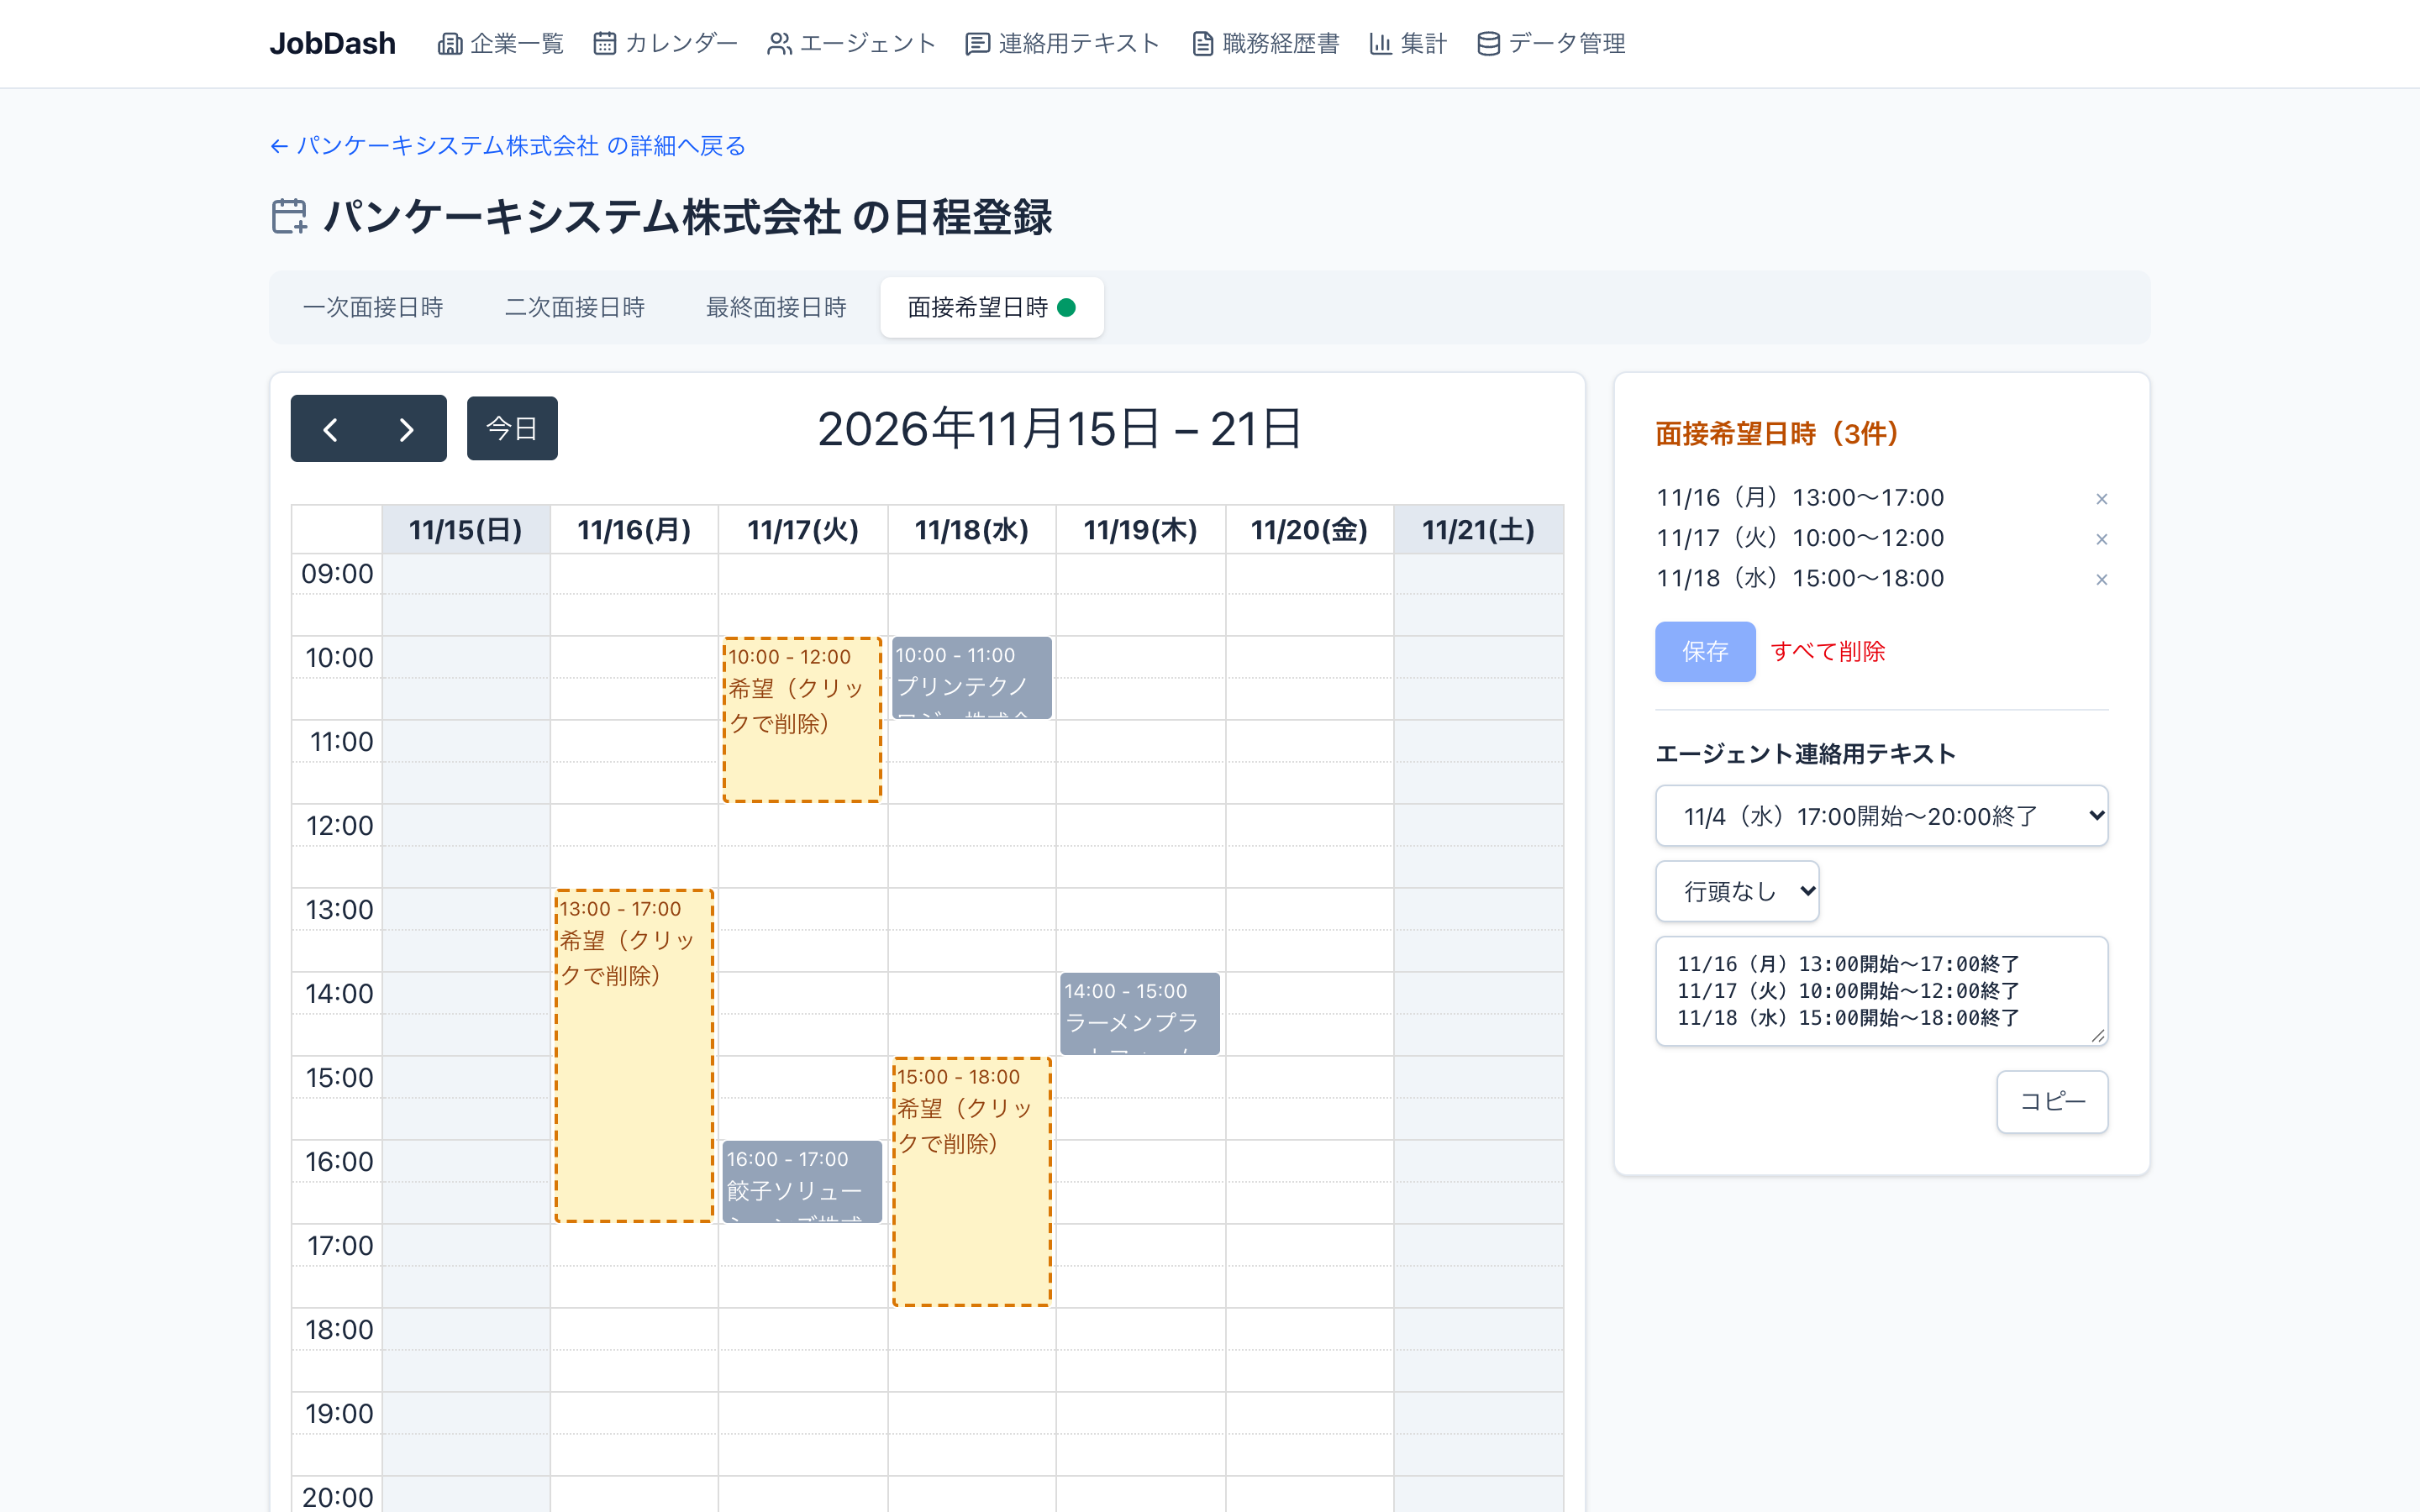 JobDash 企業一覧 カレンダー エージェント 連絡用テキスト 職務経歴書 集計 データ管理
← パンケーキシステム株式会社 の詳細へ戻る
パンケーキシステム株式会社 の日程登録
一次面接日時 二次面接日時 最終面接日時 面接希望日時
今日
2026年11月15日 – 21日
11/15(日) 11/16(月) 11/17(火) 11/18(水) 11/19(木) 11/20(金) 11/21(土)
09:00
10:00
10:00 - 12:00
希望（クリッ
クで削除）
10:00 - 11:00
プリンテクノ
11:00
12:00
13:00
13:00 - 17:00
希望（クリッ
クで削除）
14:00
14:00 - 15:00
ラーメンプラ
15:00
15:00 - 18:00
希望（クリッ
クで削除）
16:00
16:00 - 17:00
餃子ソリュー
17:00
18:00
19:00
20:00
面接希望日時（3件）
11/16（月）13:00〜17:00 ×
11/17（火）10:00〜12:00 ×
11/18（水）15:00〜18:00 ×
保存 すべて削除
エージェント連絡用テキスト
11/4（水）17:00開始〜20:00終了
行頭なし
11/16（月）13:00開始〜17:00終了
11/17（火）10:00開始〜12:00終了
11/18（水）15:00開始〜18:00終了
コピー